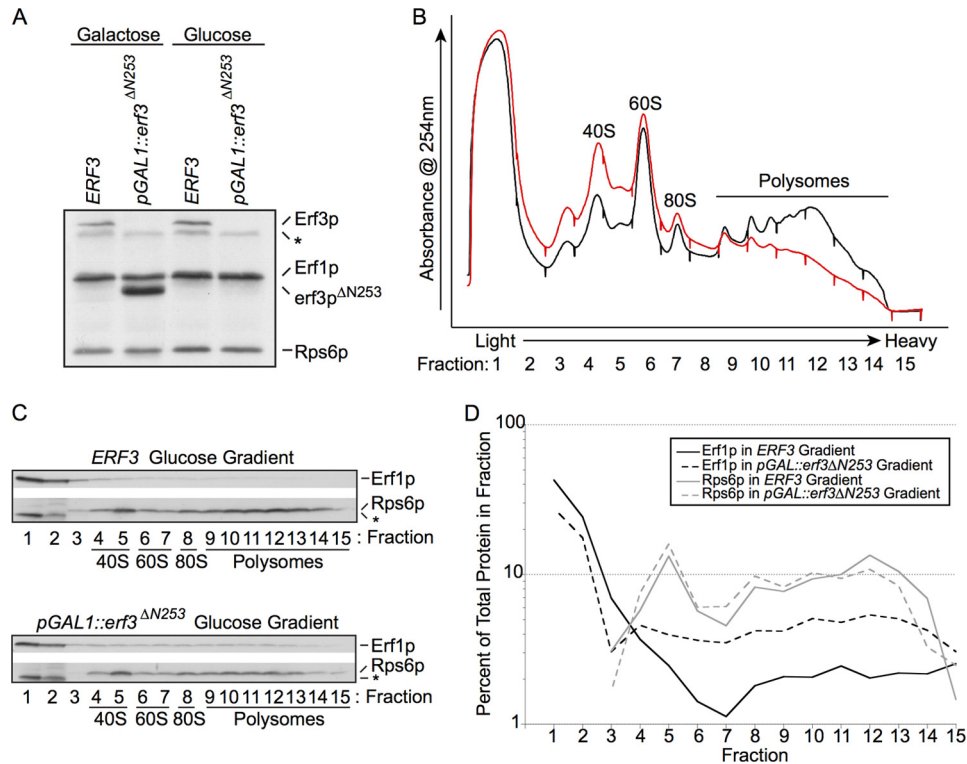 A
Galactose Glucose
ERF3
pGAL1::erf3 ΔN253
ERF3
pGAL1::erf3 ΔN253
Erf3p
*
Erf1p
erf3pΔN253
Rps6p
B
Absorbance @ 254nm
40S
60S
80S
Polysomes
Light Heavy
Fraction: 1 2 3 4 5 6 7 8 9 10 11 12 13 14 15
C
ERF3 Glucose Gradient
Erf1p
Rps6p
*
1 2 3 4 5 6 7 8 9 10 11 12 13 14 15 : Fraction
40S 60S 80S Polysomes
pGAL1::erf3 ΔN253 Glucose Gradient
Erf1p
Rps6p
*
1 2 3 4 5 6 7 8 9 10 11 12 13 14 15 : Fraction
40S 60S 80S Polysomes
D
Percent of Total Protein in Fraction
100
10
1
Erf1p in ERF3 Gradient
Erf1p in pGAL::erf3ΔN253 Gradient
Rps6p in ERF3 Gradient
Rps6p in pGAL::erf3ΔN253 Gradient
1 2 3 4 5 6 7 8 9 10 11 12 13 14 15
Fraction